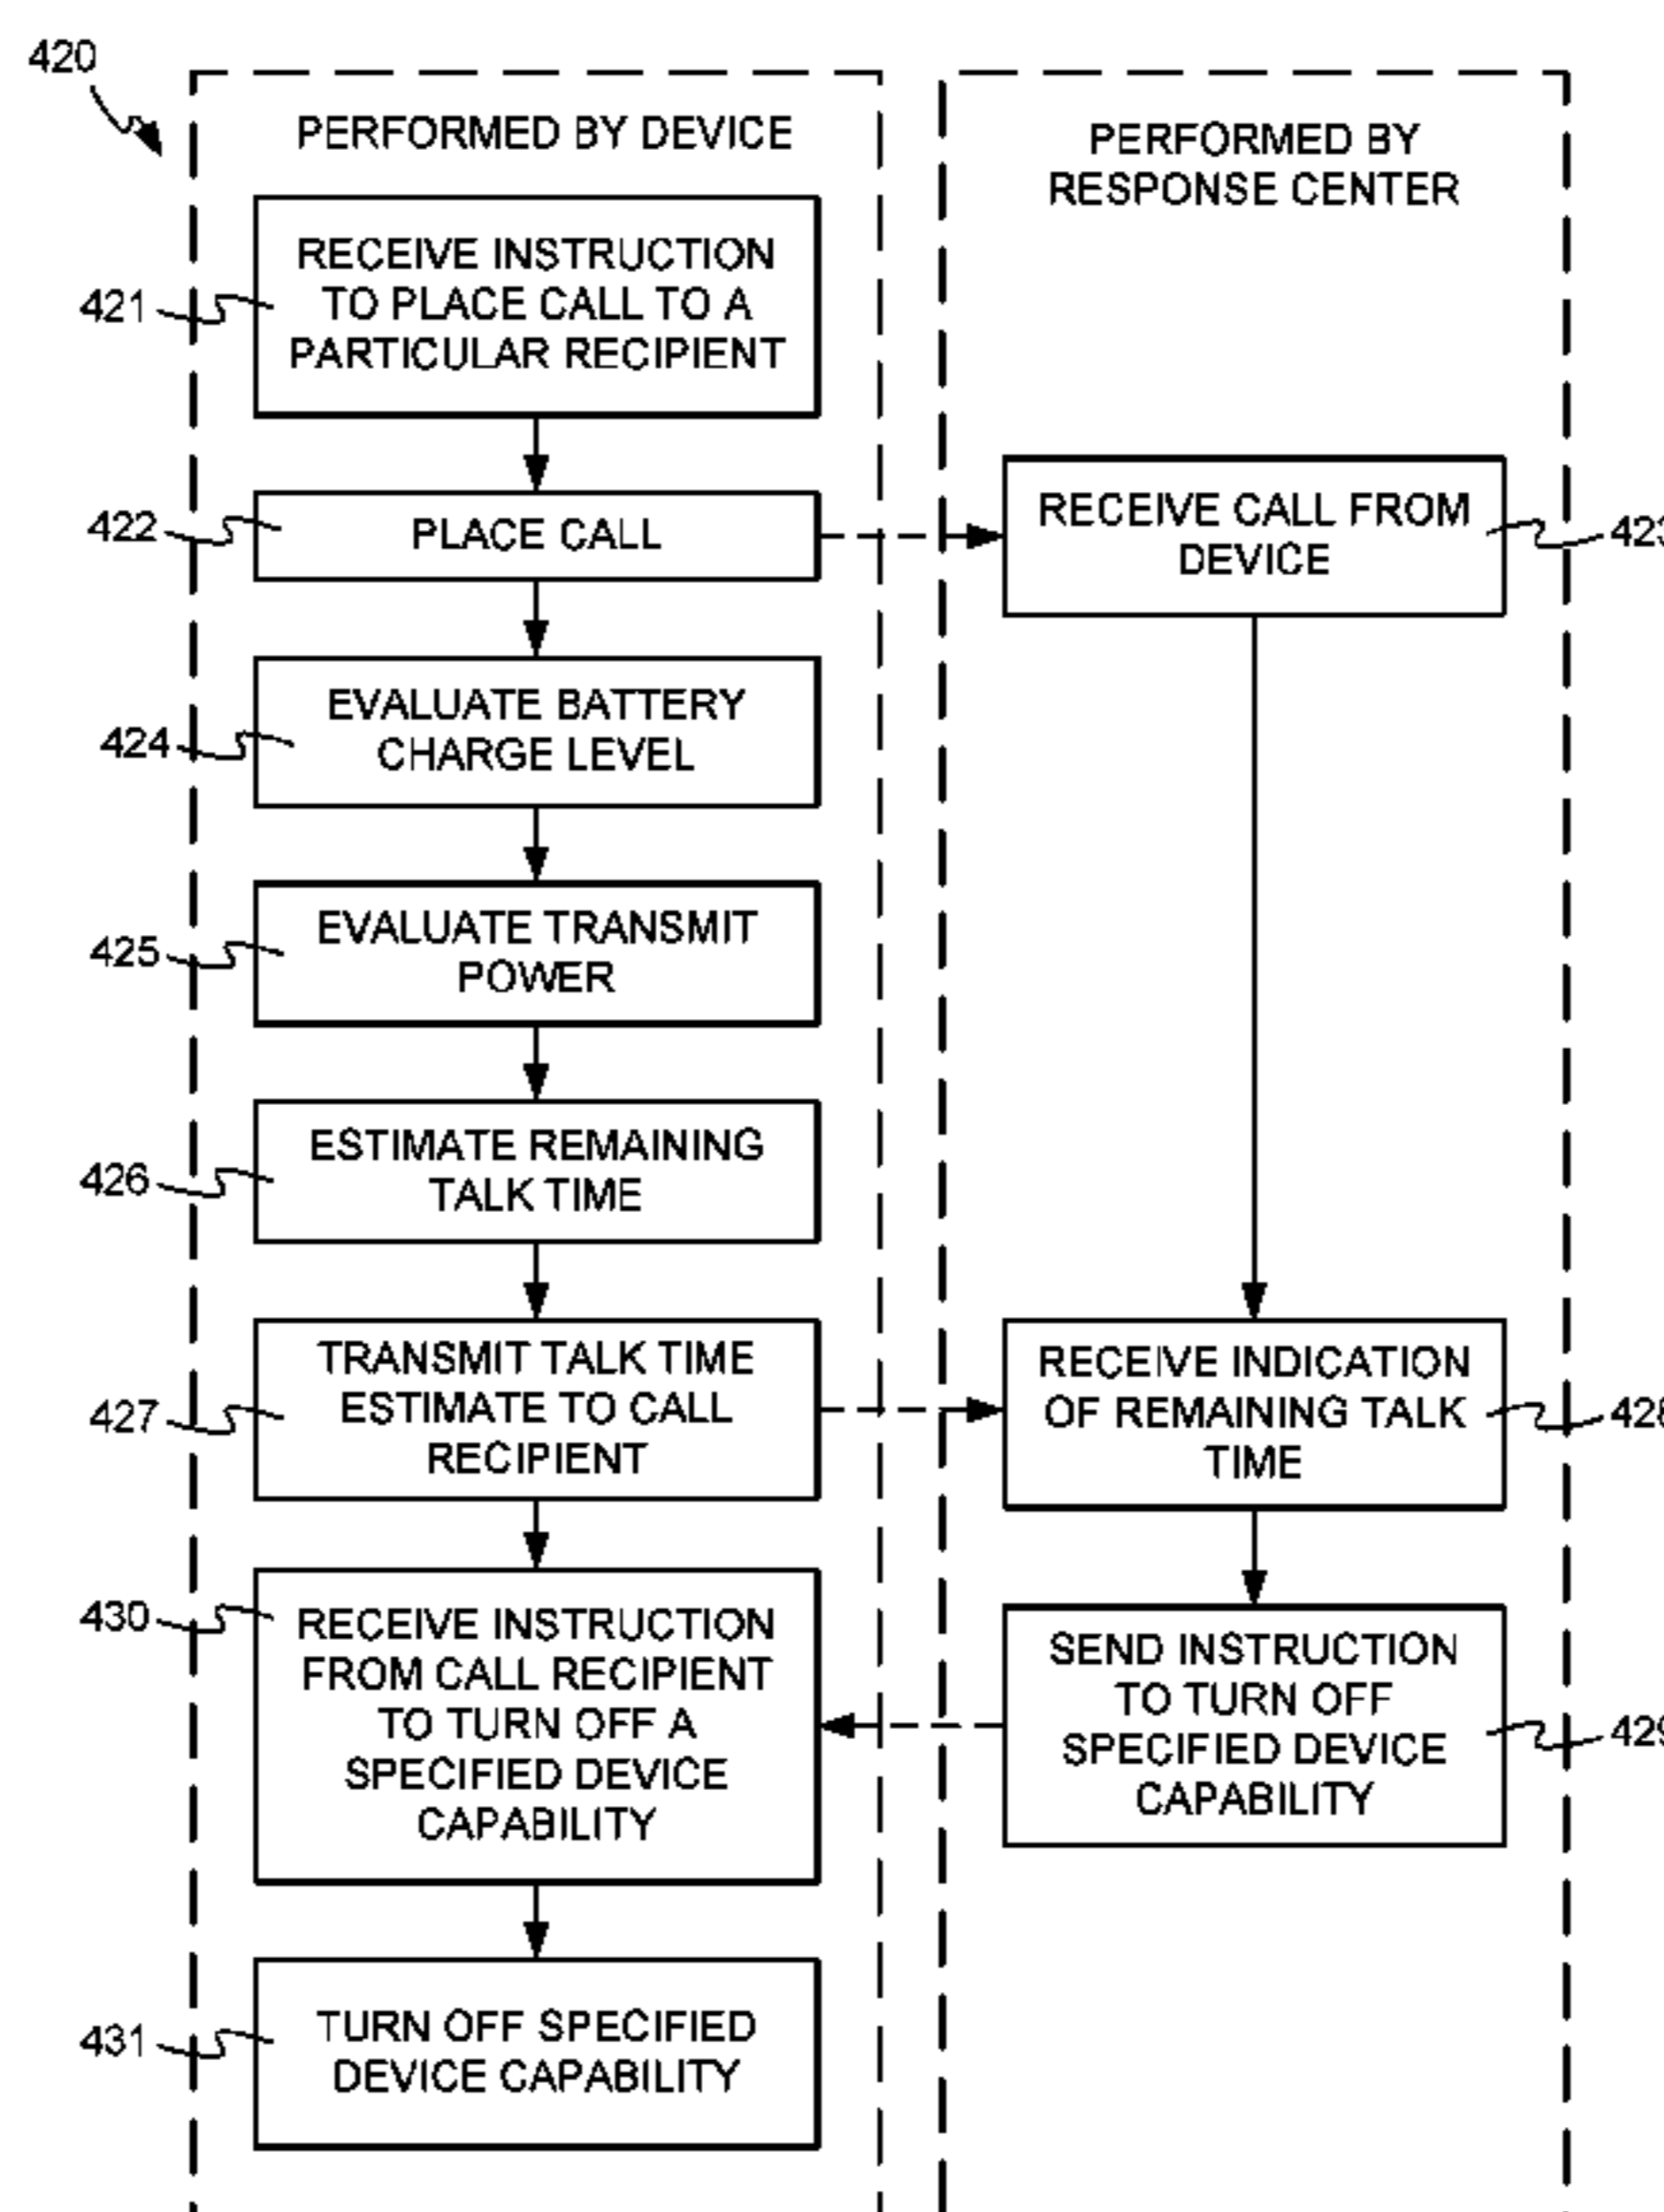 420
PERFORMED BY DEVICE
PERFORMED BY
RESPONSE CENTER
RECEIVE INSTRUCTION
TO PLACE CALL TO A
PARTICULAR RECIPIENT
421
PLACE CALL
422
RECEIVE CALL FROM
DEVICE
EVALUATE BATTERY
CHARGE LEVEL
424
EVALUATE TRANSMIT
POWER
425
ESTIMATE REMAINING
TALK TIME
426
TRANSMIT TALK TIME
ESTIMATE TO CALL
RECIPIENT
427
RECEIVE INDICATION
OF REMAINING TALK
TIME
SEND INSTRUCTION
TO TURN OFF
SPECIFIED DEVICE
CAPABILITY
430
RECEIVE INSTRUCTION
FROM CALL RECIPIENT
TO TURN OFF A
SPECIFIED DEVICE
CAPABILITY
431
TURN OFF SPECIFIED
DEVICE CAPABILITY